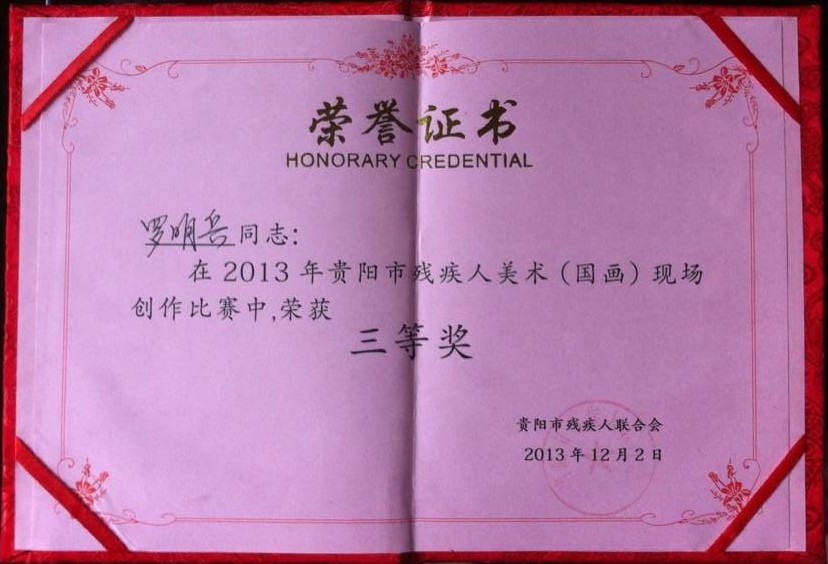 荣誉证书
HONORARY CREDENTIAL
罗明兵同志：
在2013年贵阳市残疾人美术（国画）现场
创作比赛中,荣获
三等奖
贵阳市残疾人联合会
2013年12月2日